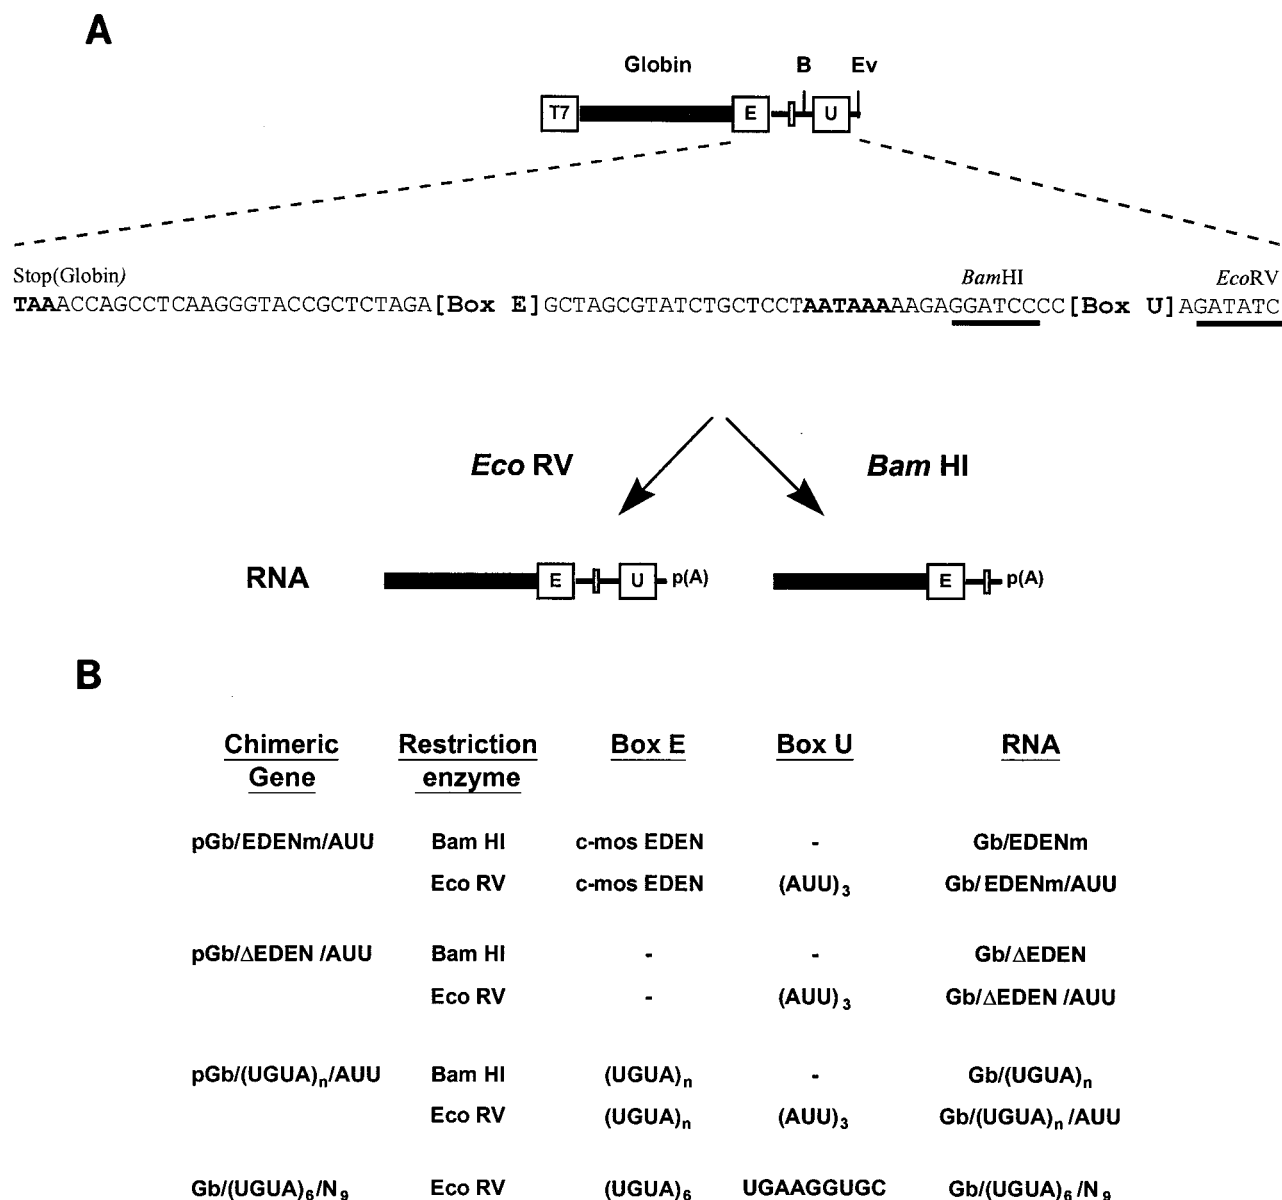 A
Globin B Ev
T7 E U
Stop(Globin) BamHI EcoRV
TAAACCAGCCTCAAGGGTACCGCTCTAGA[Box E]GCTAGCGTATCTGCTCCTAATAAAAAGAGGATCCCC[Box U]AGATATC
Eco RV Bam HI
RNA E U p(A) E p(A)
B
Chimeric Gene Restriction enzyme Box E Box U RNA
pGb/EDENm/AUU Bam HI c-mos EDEN - Gb/EDENm
Eco RV c-mos EDEN (AUU)3 Gb/EDENm/AUU
pGb/ΔEDEN /AUU Bam HI - - Gb/ΔEDEN
Eco RV - (AUU)3 Gb/ΔEDEN /AUU
pGb/(UGUA)n/AUU Bam HI (UGUA)n - Gb/(UGUA)n
Eco RV (UGUA)n (AUU)3 Gb/(UGUA)n /AUU
Gb/(UGUA)6/N9 Eco RV (UGUA)6 UGAAGGUGC Gb/(UGUA)6/N9